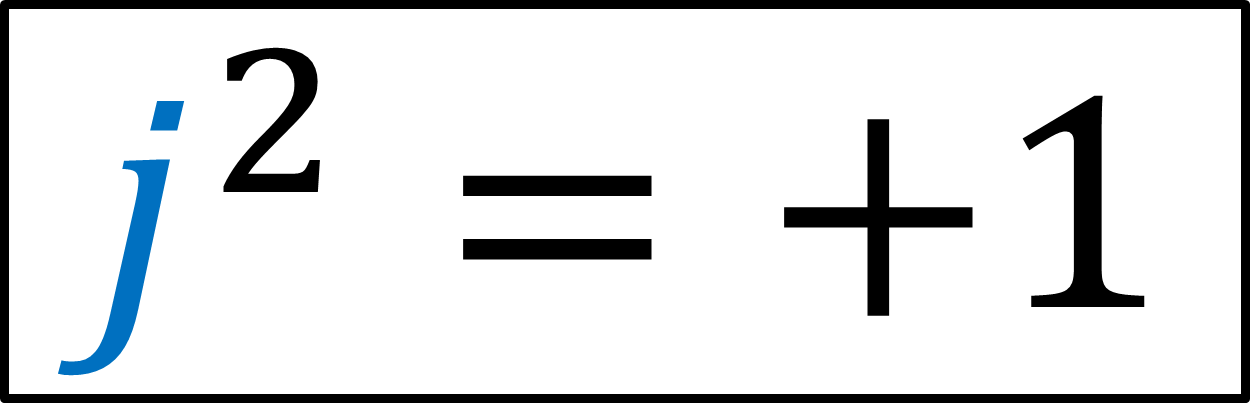 j² = +1